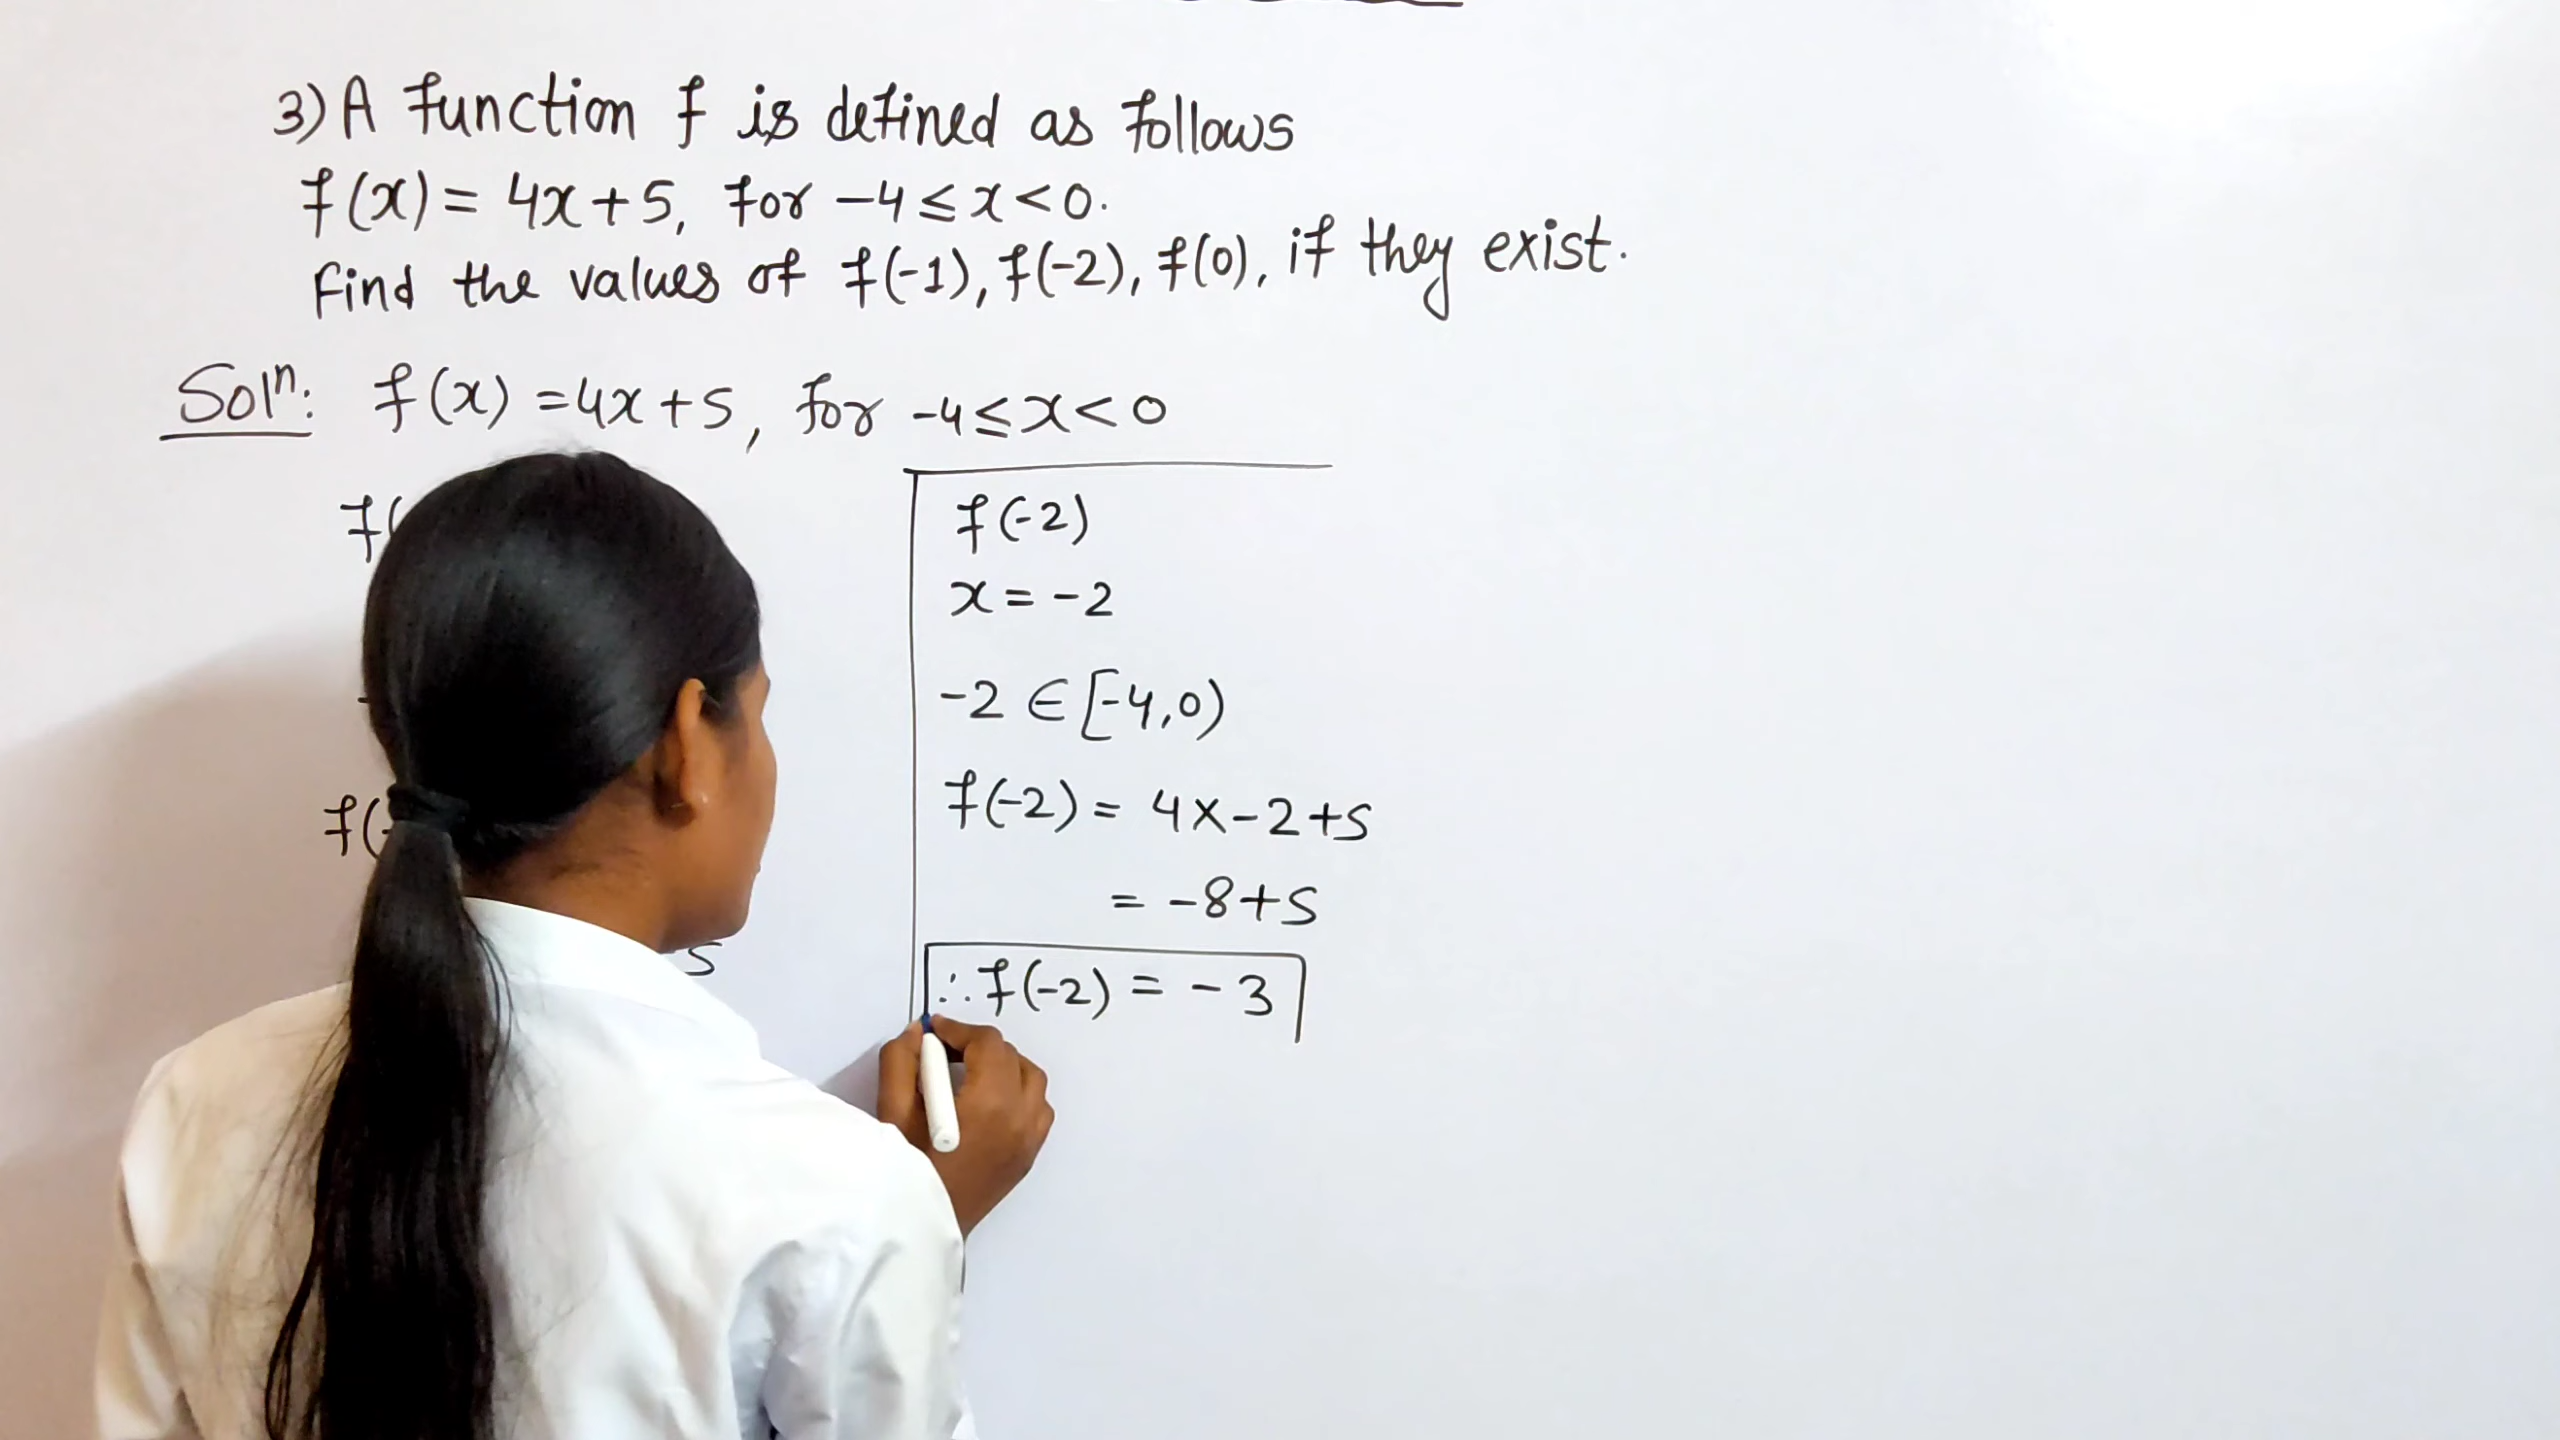 3) A function f is defined as follows
f(x) = 4x+5, for -4 ≤ x < 0.
Find the values of f(-1), f(-2), f(0), if they exist.
Solⁿ: f(x) = 4x+5, for -4 ≤ x < 0
f(
f(-
5
f(-2)
x = -2
-2 ∈ [-4,0)
f(-2) = 4×-2+5
= -8+5
∴ f(-2) = -3